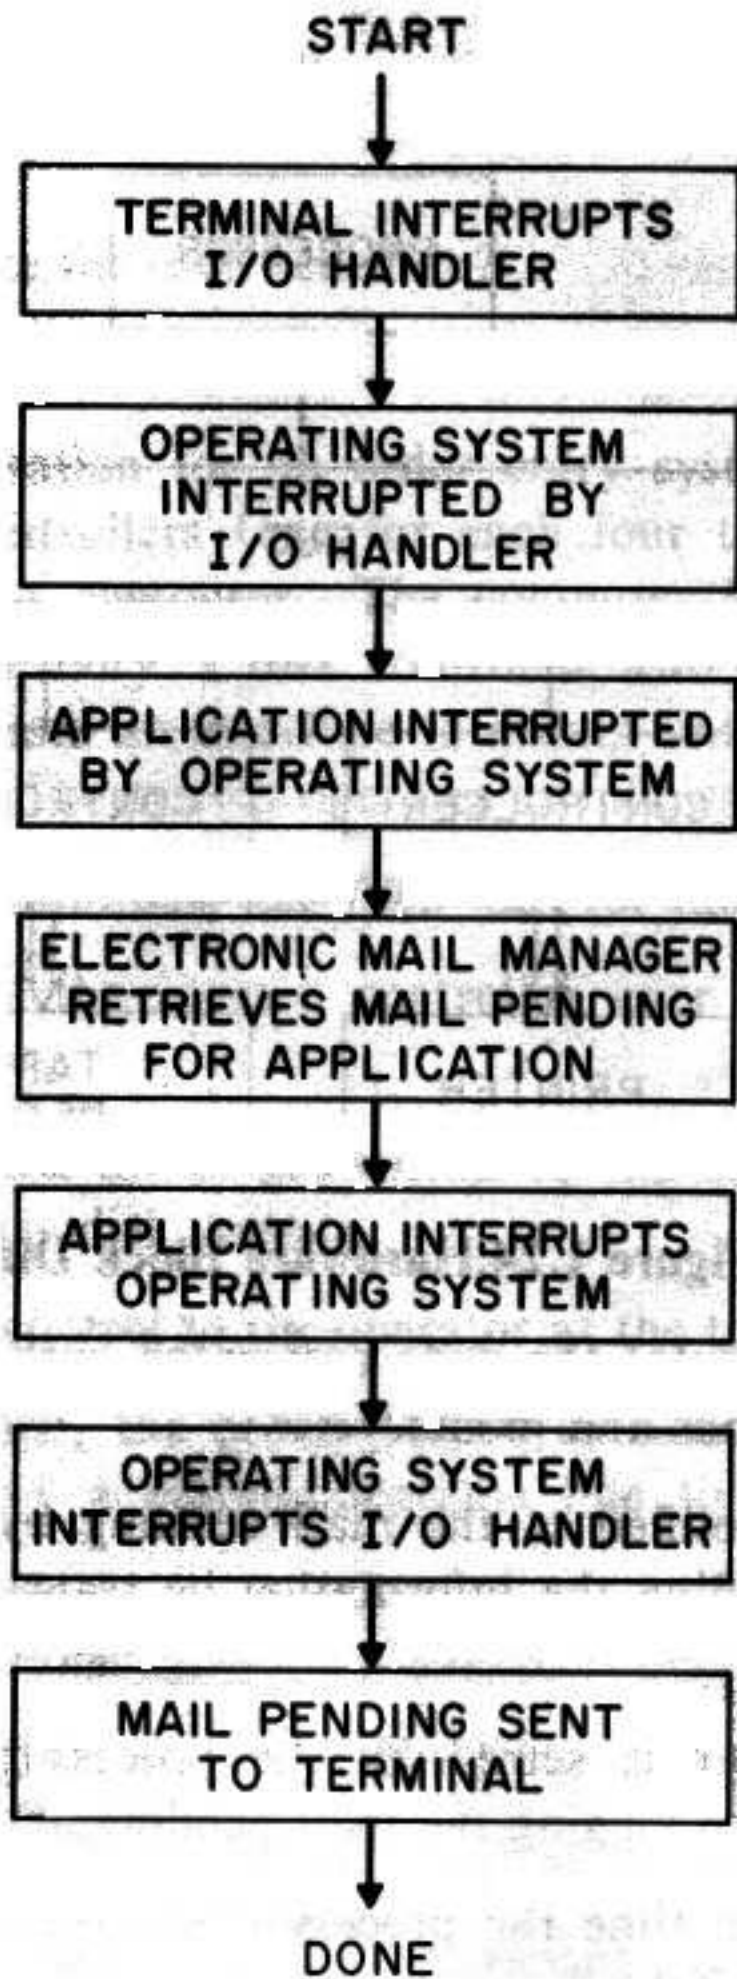 START
TERMINAL INTERRUPTS
I/O HANDLER
OPERATING SYSTEM
INTERRUPTED BY
I/O HANDLER
APPLICATION INTERRUPTED
BY OPERATING SYSTEM
ELECTRONIC MAIL MANAGER
RETRIEVES MAIL PENDING
FOR APPLICATION
APPLICATION INTERRUPTS
OPERATING SYSTEM
OPERATING SYSTEM
INTERRUPTS I/O HANDLER
MAIL PENDING SENT
TO TERMINAL
DONE